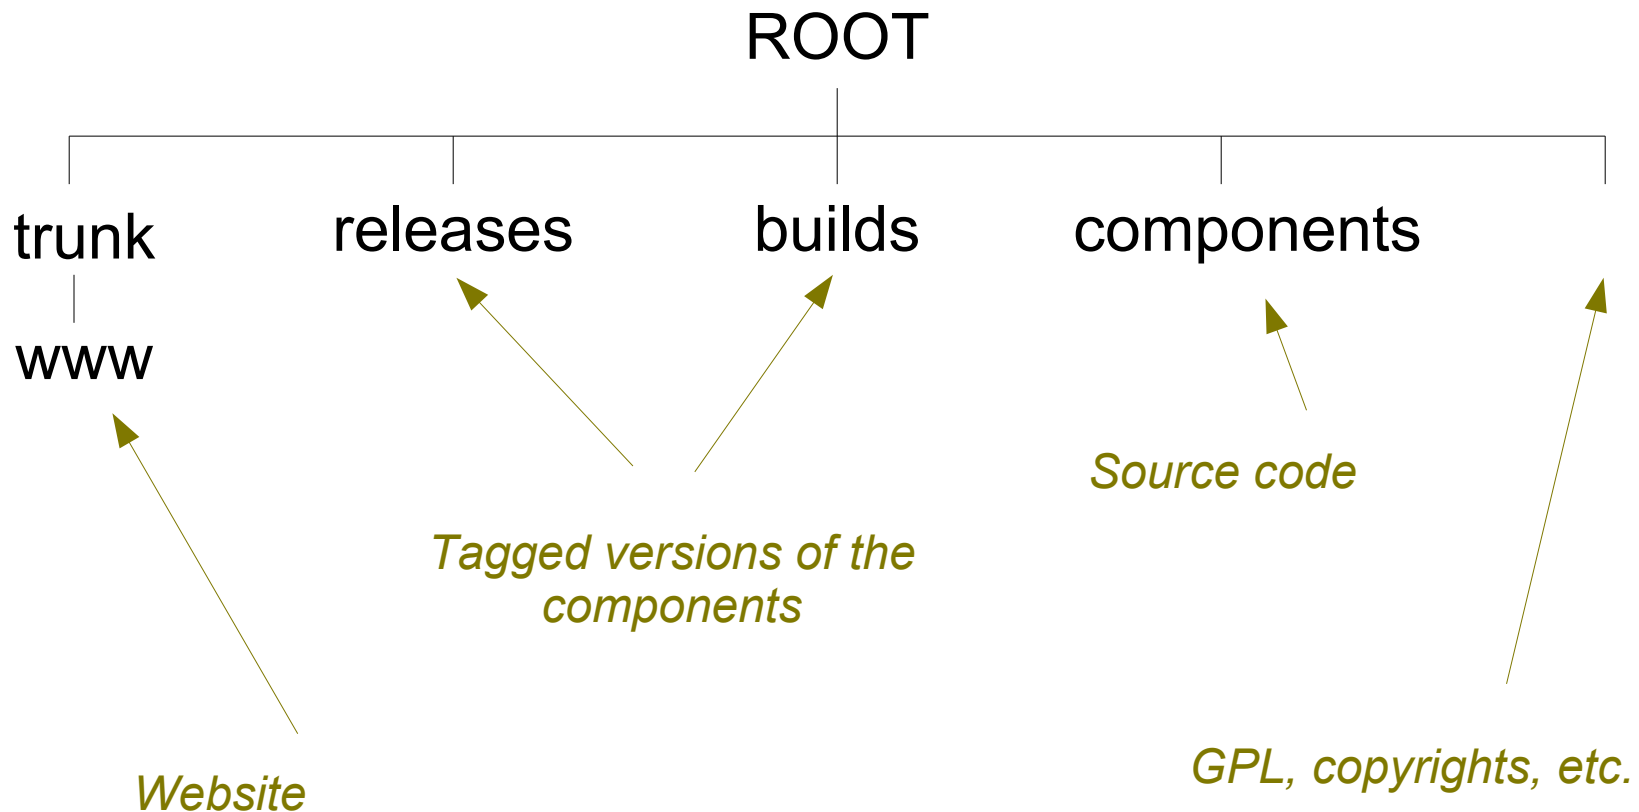 ROOT
trunk
releases
builds
components
www
Source code
Tagged versions of the
components
GPL, copyrights, etc.
Website